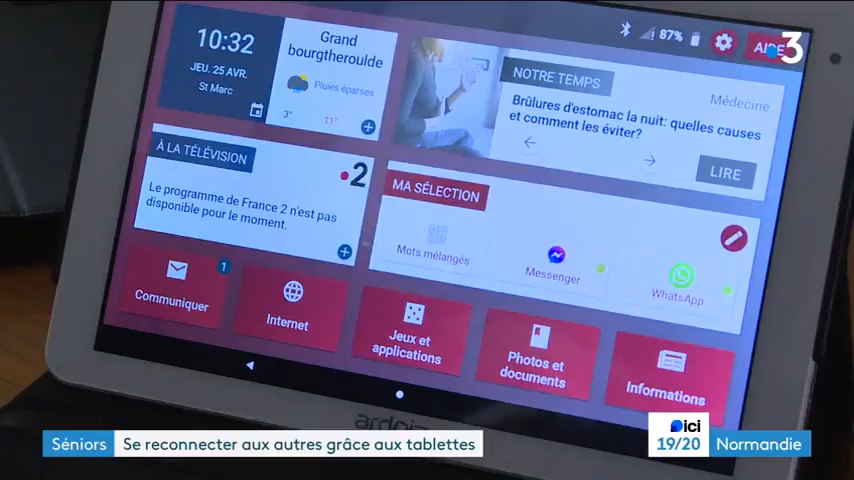 3
87%
10:32
JEU. 25 AVR.
St Marc
Grand
bourgtheroulde
Pluies éparses
3°
11°
NOTRE TEMPS
Médecine
Brûlures d'estomac la nuit: quelles causes
et comment les éviter?
LIRE
À LA TÉLÉVISION
2
Le programme de France 2 n'est pas
disponible pour le moment.
MA SÉLECTION
Mots mélangés
Messenger
WhatsApp
1
Communiquer
Internet
Jeux et
applications
Photos et
documents
Informations
Séniors
Se reconnecter aux autres grâce aux tablettes
ici
19/20
Normandie